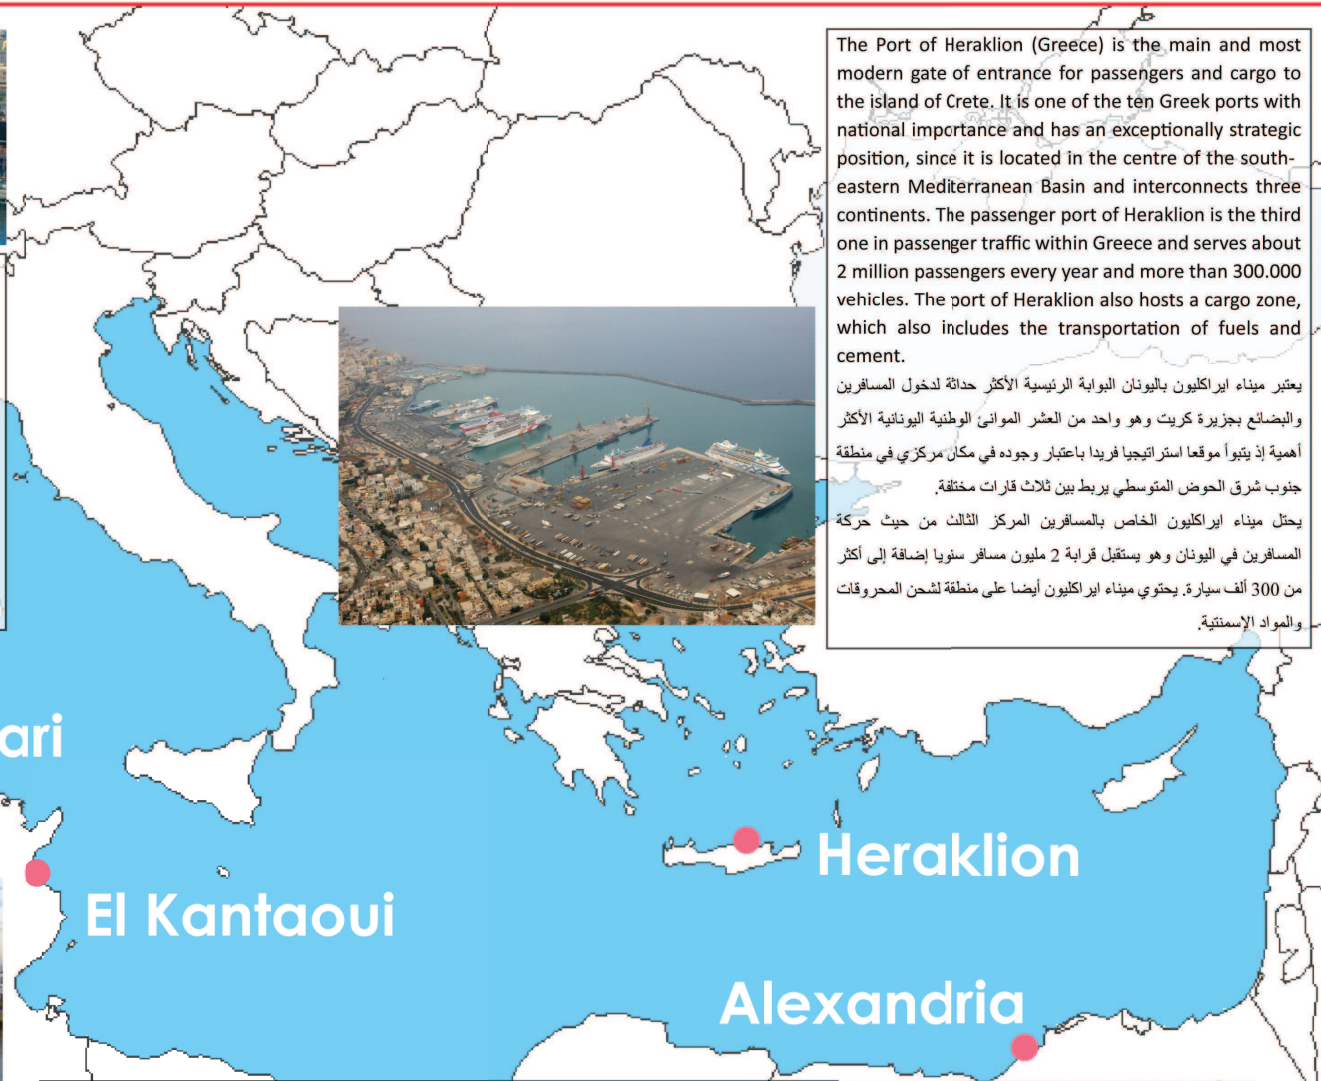 The Port of Heraklion (Greece) is the main and most
modern gate of entrance for passengers and cargo to
the island of Crete. It is one of the ten Greek ports with
national importance and has an exceptionally strategic
position, since it is located in the centre of the south-
eastern Mediterranean Basin and interconnects three
continents. The passenger port of Heraklion is the third
one in passenger traffic within Greece and serves about
2 million passengers every year and more than 300.000
vehicles. The port of Heraklion also hosts a cargo zone,
which also includes the transportation of fuels and
cement.
يعتبر ميناء ايراكليون باليونان البوابة الرئيسية الأكثر حداثة لدخول المسافرين
والبضائع بجزيرة كريت وهو واحد من العشر الموانئ الوطنية اليونانية الأكثر
أهمية إذ يتبوأ موقعا استراتيجيا فريدا باعتبار وجوده في مكان مركزي في منطقة
جنوب شرق الحوض المتوسطي يربط بين ثلاث قارات مختلفة.
يحتل ميناء ايراكليون الخاص بالمسافرين المركز الثالث من حيث حركة
المسافرين في اليونان وهو يستقبل قرابة 2 مليون مسافر سنويا إضافة إلى أكثر
من 300 ألف سيارة. يحتوي ميناء ايراكليون أيضا على منطقة لشحن المحروقات
والمواد الإسمنتية.
ari
Heraklion
El Kantaoui
Alexandria